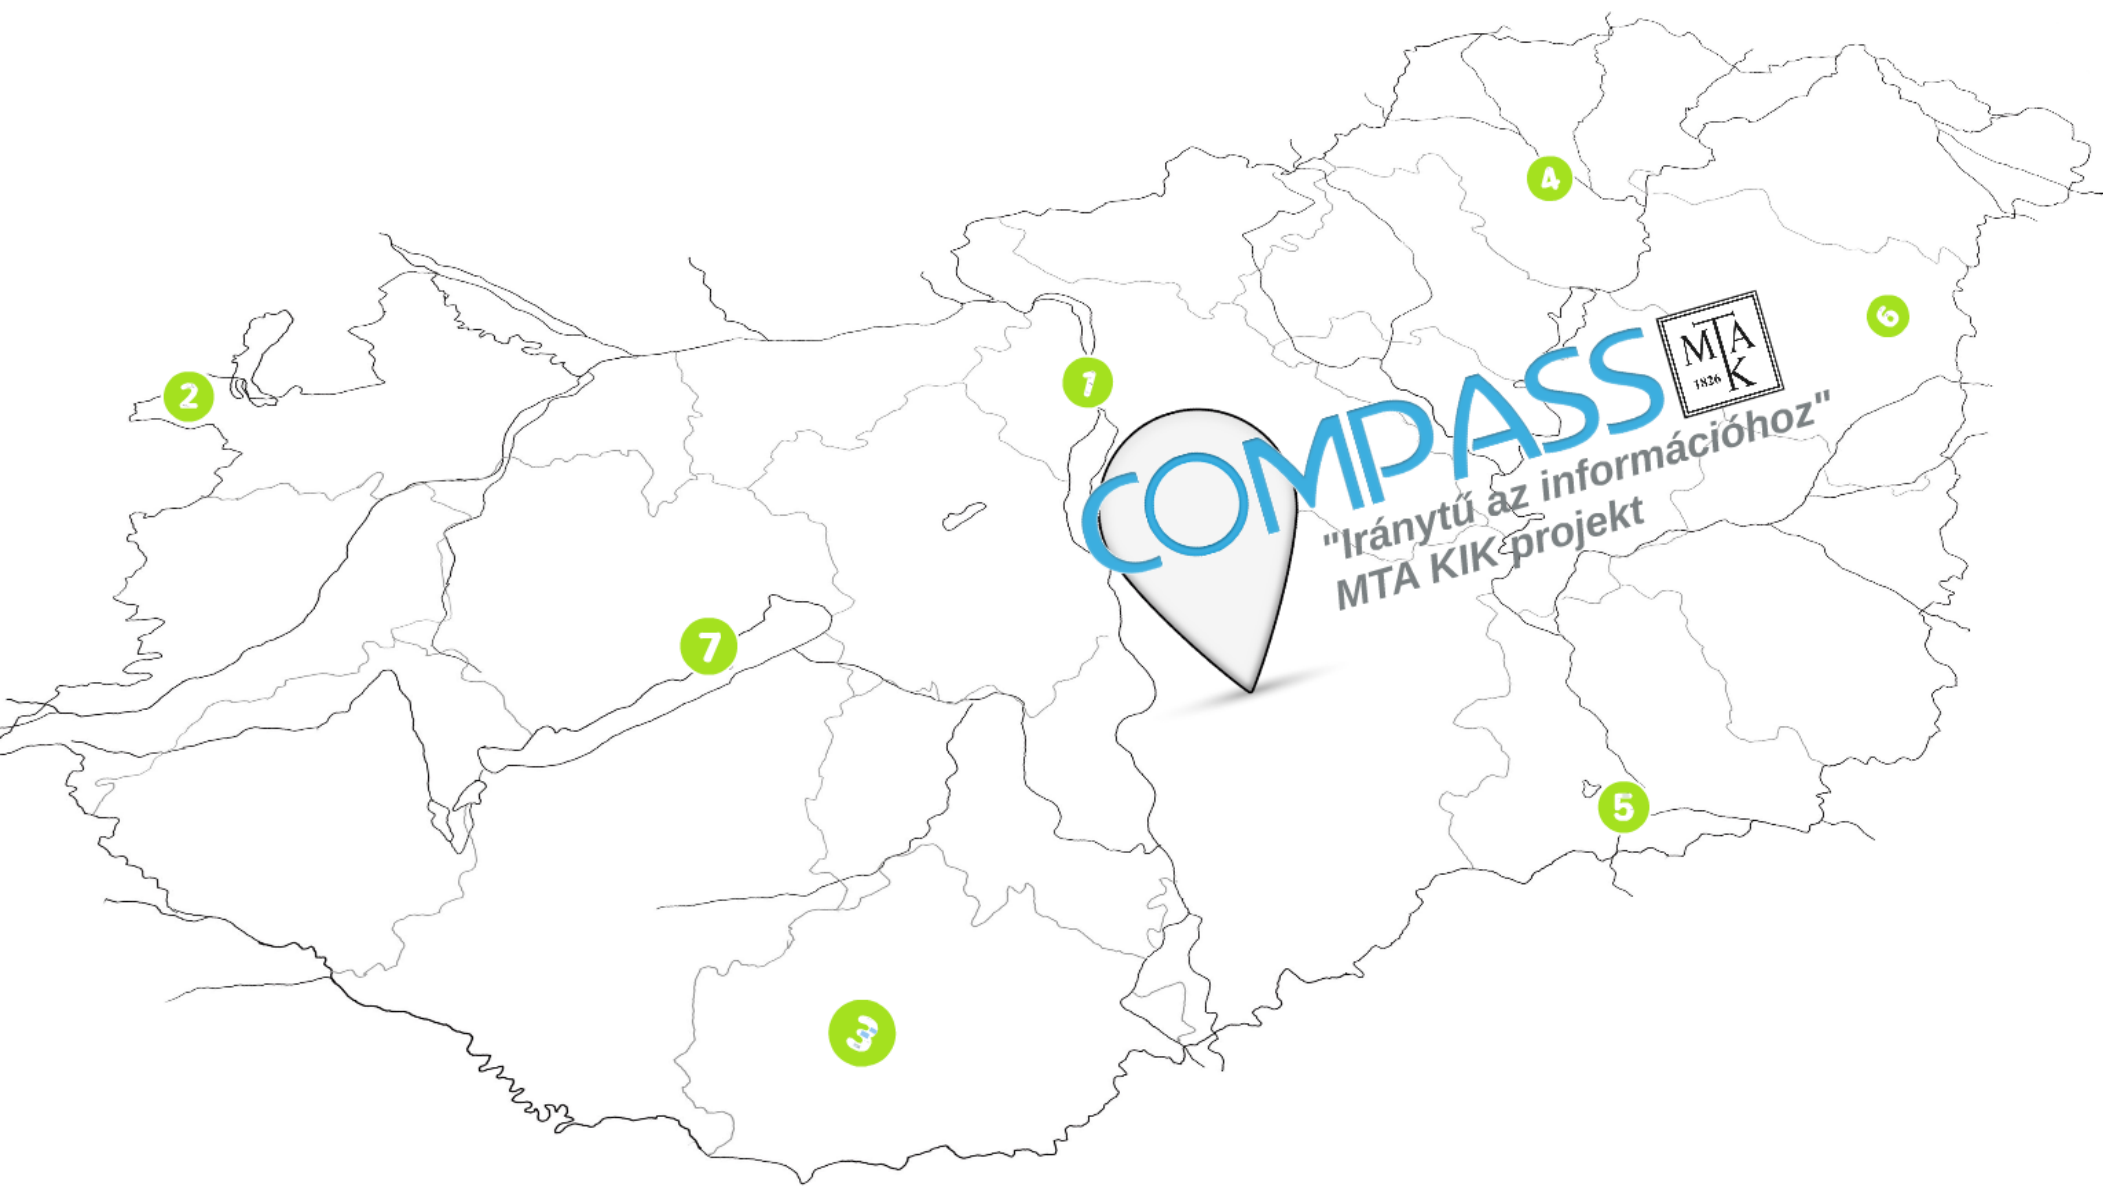 4
6
2
1
COMPASS
MTA
1826 K
"Iránytű az információhoz"
MTA KIK projekt
7
5
3